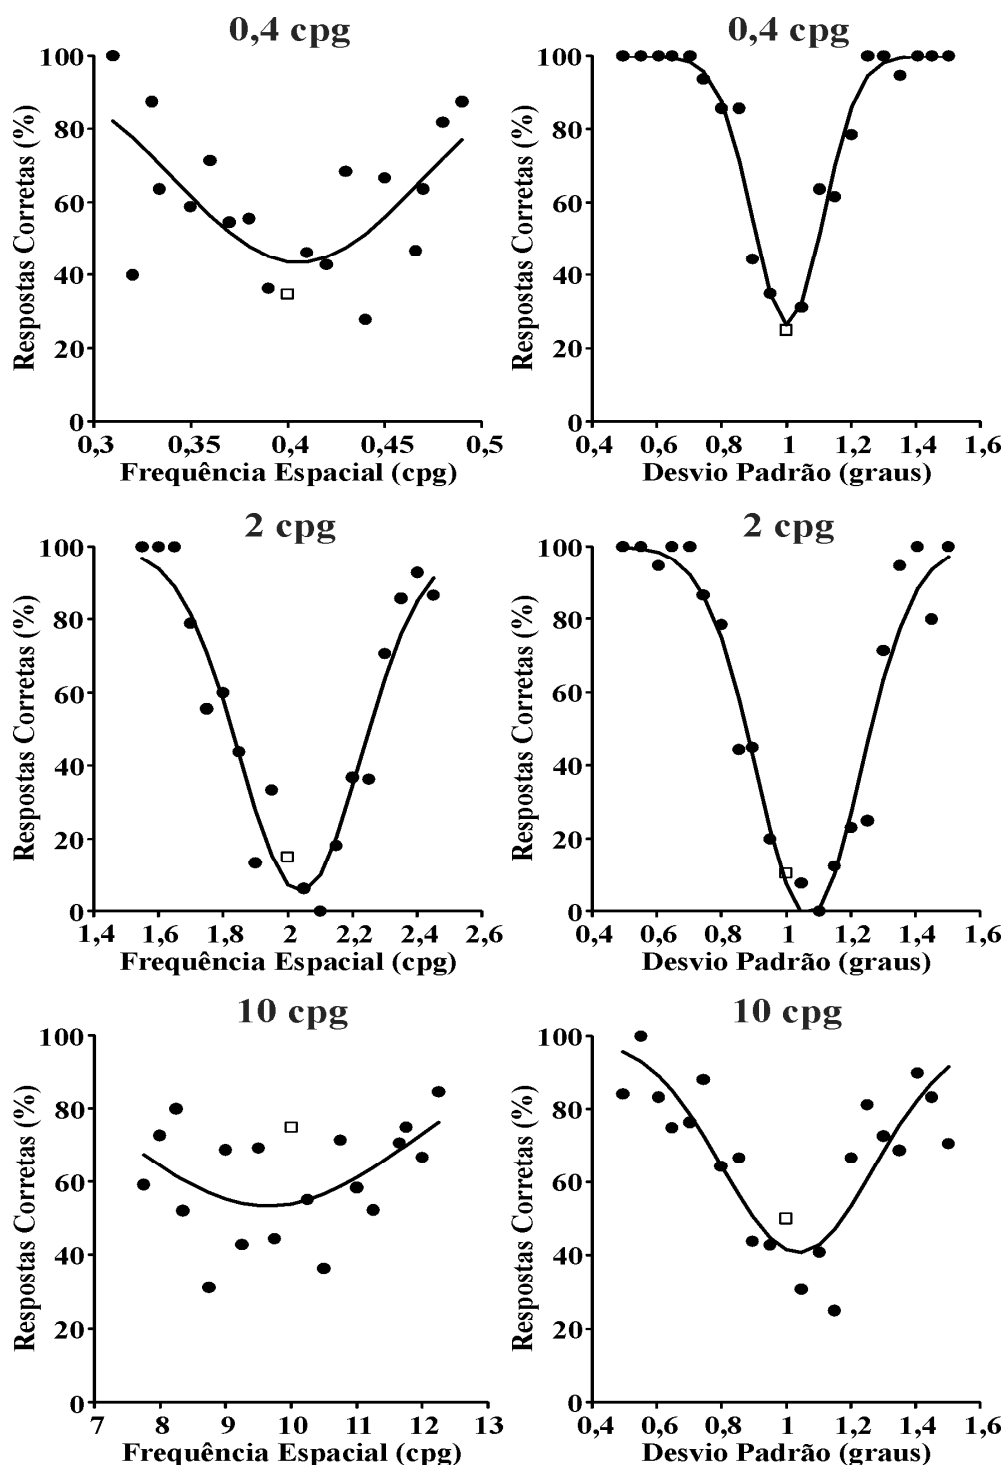 0,4 cpg
Respostas Corretas (%)
100
80
60
40
20
0
0,3 0,35 0,4 0,45 0,5
Frequência Espacial (cpg)
0,4 cpg
Respostas Corretas (%)
100
80
60
40
20
0
0,4 0,6 0,8 1 1,2 1,4 1,6
Desvio Padrão (graus)
2 cpg
Respostas Corretas (%)
100
80
60
40
20
0
1,4 1,6 1,8 2 2,2 2,4 2,6
Frequência Espacial (cpg)
2 cpg
Respostas Corretas (%)
100
80
60
40
20
0
0,4 0,6 0,8 1 1,2 1,4 1,6
Desvio Padrão (graus)
10 cpg
Respostas Corretas (%)
100
80
60
40
20
0
7 8 9 10 11 12 13
Frequência Espacial (cpg)
10 cpg
Respostas Corretas (%)
100
80
60
40
20
0
0,4 0,6 0,8 1 1,2 1,4 1,6
Desvio Padrão (graus)